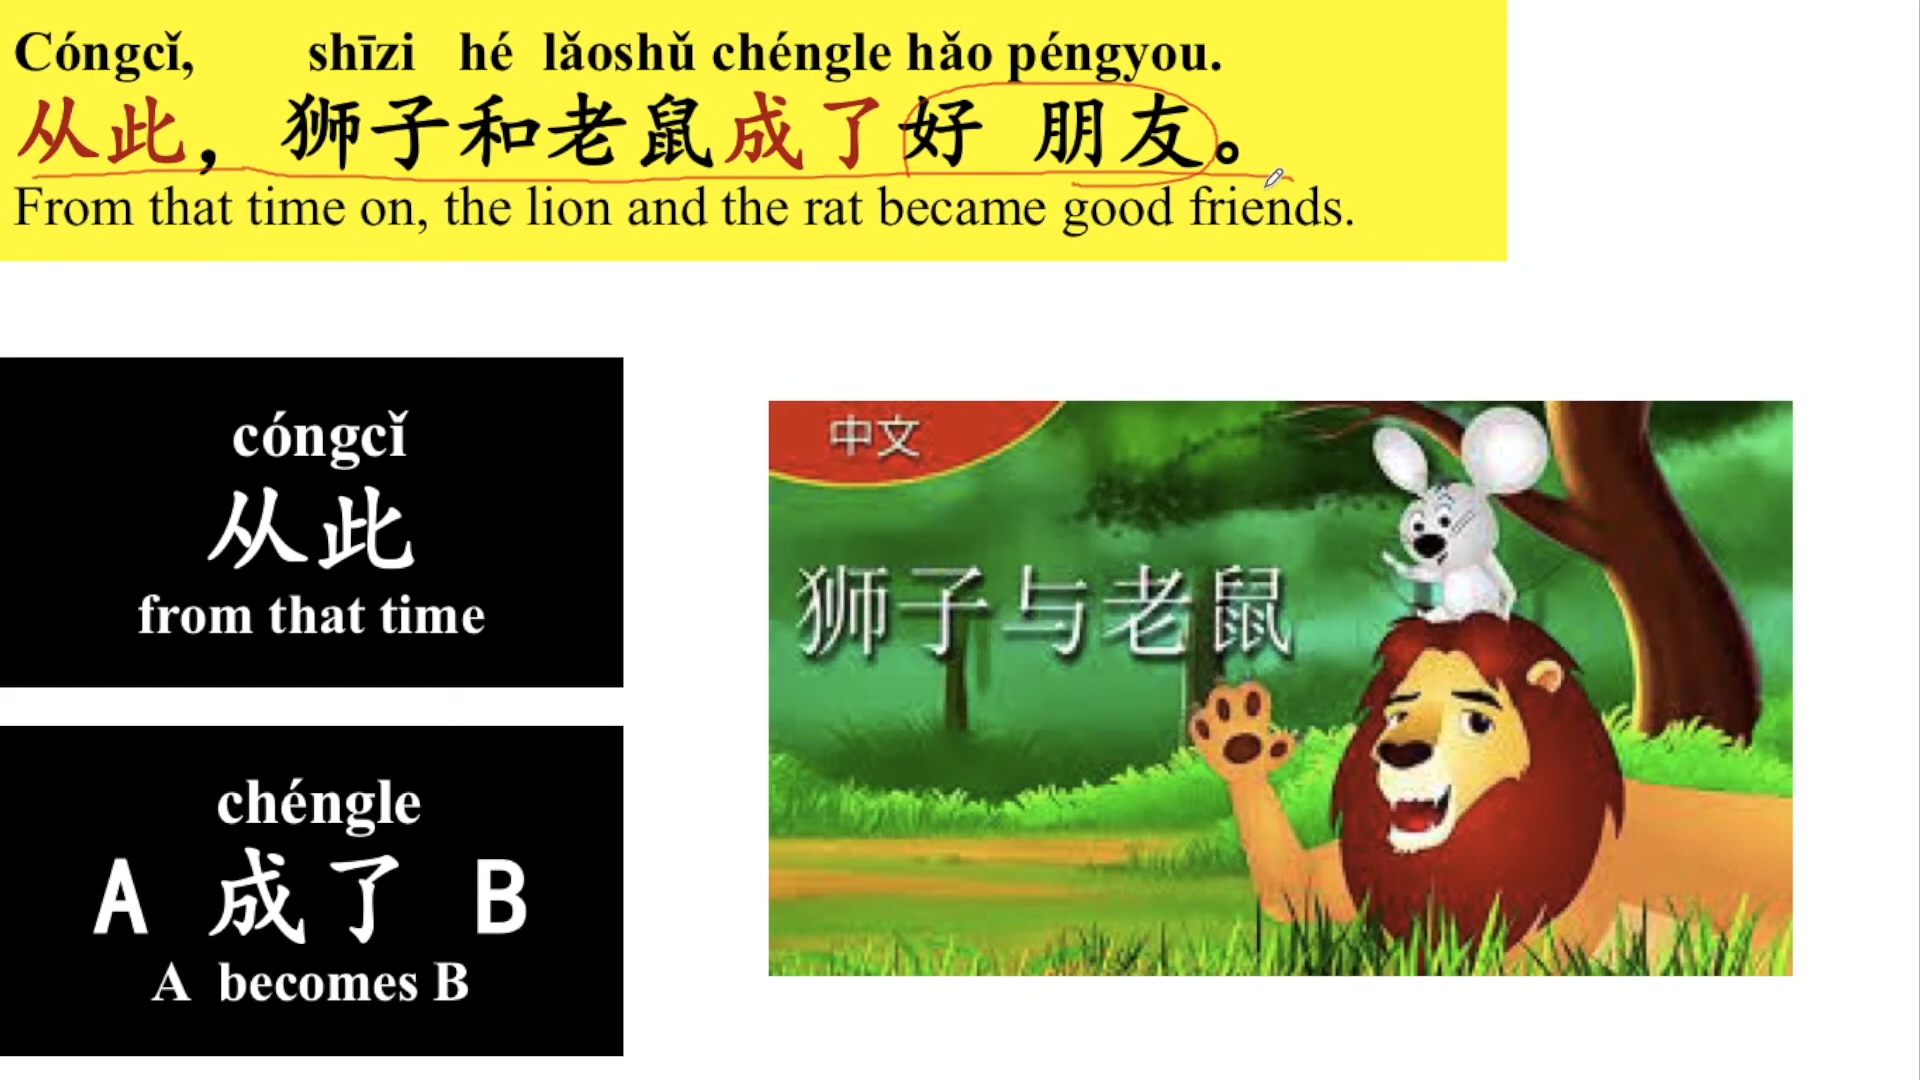 Cóngcǐ, shīzi hé lǎoshǔ chéngle hǎo péngyou.
从此，狮子和老鼠成了好 朋友。
From that time on, the lion and the rat became good friends.
cóngcǐ
从此
from that time
chéngle
A 成了 B
A becomes B
中文
狮子与老鼠